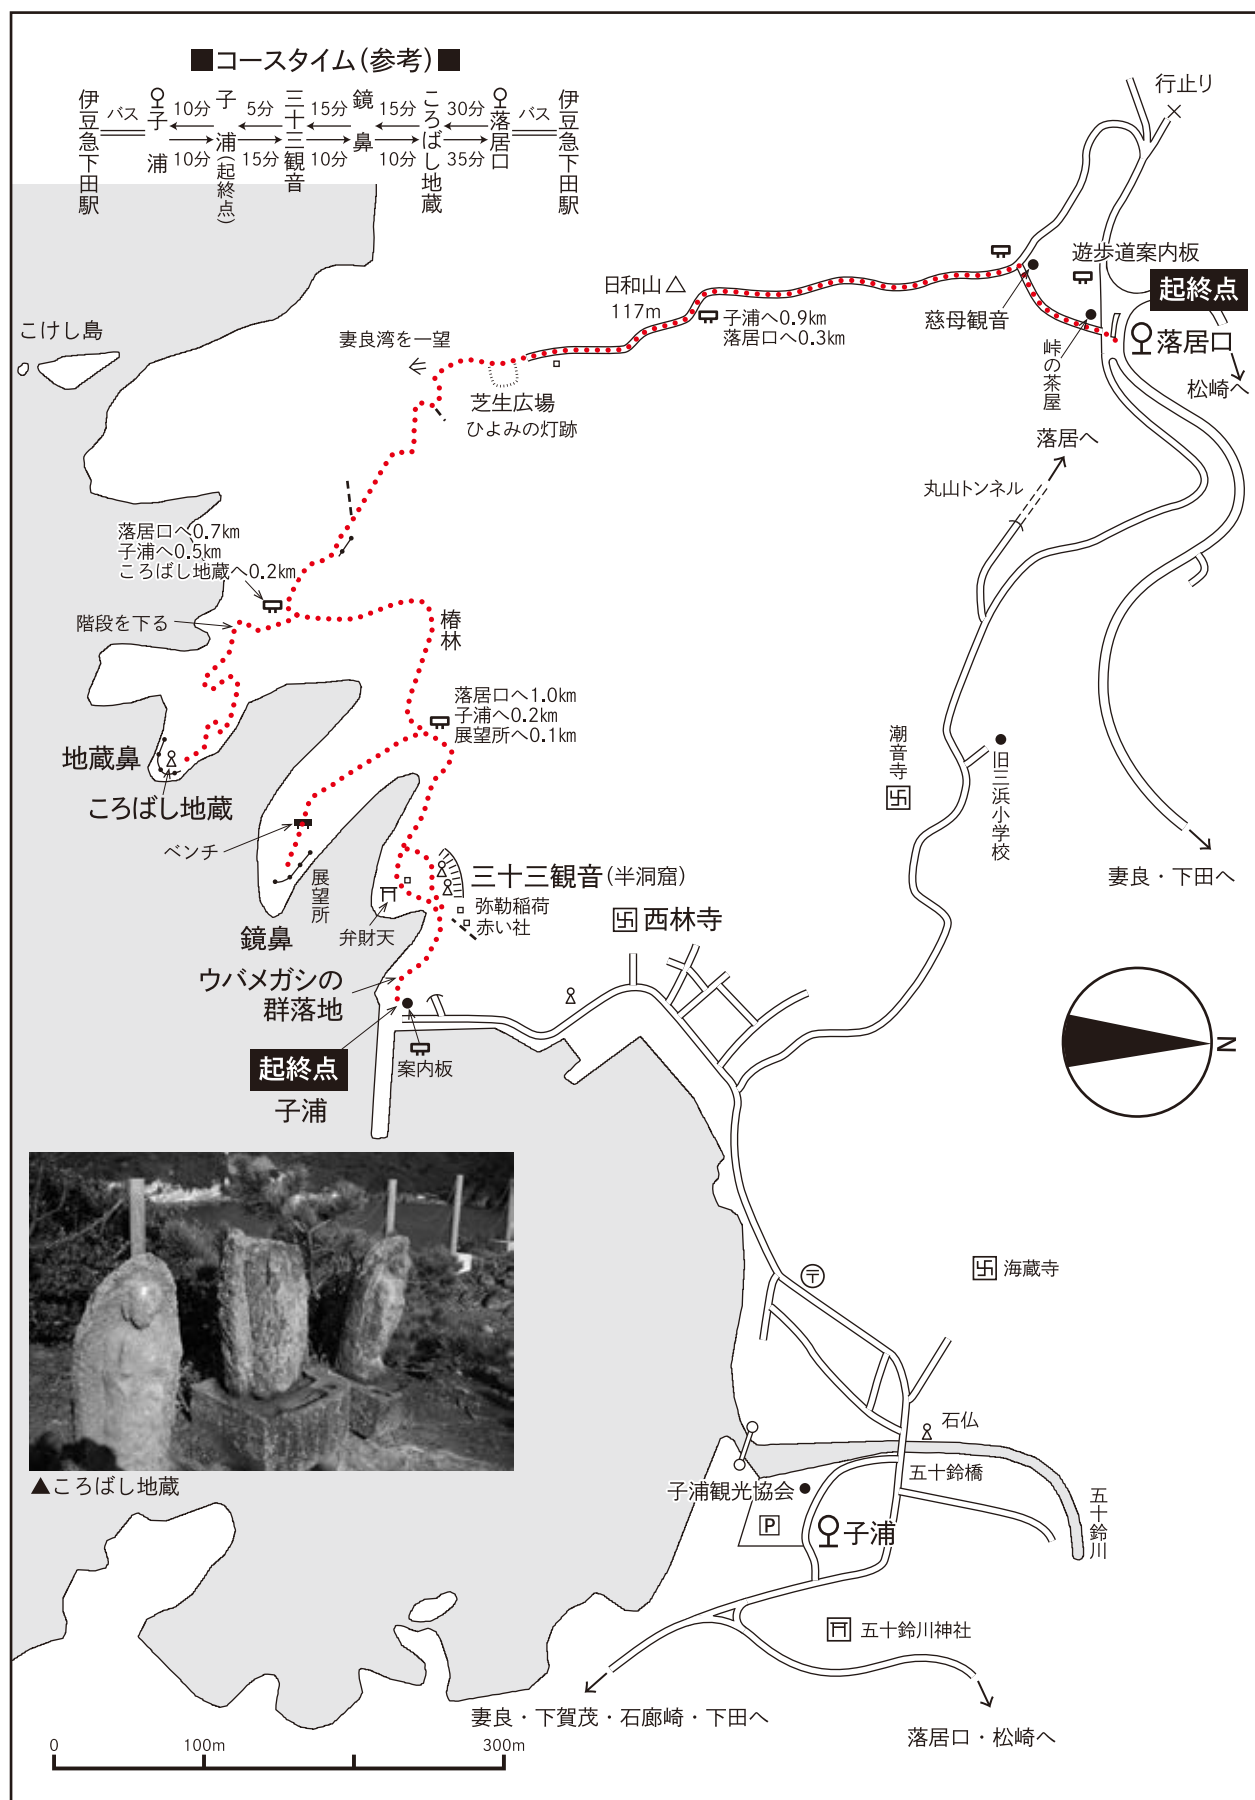 ■コースタイム(参考)■
伊豆急下田駅
バス
子浦
10分
10分
子浦(起終点)
5分
15分
三十三観音
15分
10分
鏡鼻
15分
10分
ころばし地蔵
30分
35分
落居口
バス
伊豆急下田駅
行止り
遊歩道案内板
起終点
落居口
松崎へ
慈母観音
峠の茶屋
日和山
117m
子浦へ0.9km
落居口へ0.3km
こけし島
妻良湾を一望
芝生広場
ひよみの灯跡
落居へ
丸山トンネル
落居口へ0.7km
子浦へ0.5km
ころばし地蔵へ0.2km
階段を下る
椿林
落居口へ1.0km
子浦へ0.2km
展望所へ0.1km
地蔵鼻
ころばし地蔵
潮音寺
卍
旧三浜小学校
ベンチ
展望所
鏡鼻
三十三観音(半洞窟)
弥勒稲荷
赤い社
弁財天
卍西林寺
妻良・下田へ
ウバメガシの
群落地
起終点
子浦
案内板
N
〒
卍海蔵寺
▲ころばし地蔵
石仏
五十鈴橋
五十鈴川
子浦観光協会
P
子浦
五十鈴川神社
妻良・下賀茂・石廊崎・下田へ
落居口・松崎へ
0 100m 300m